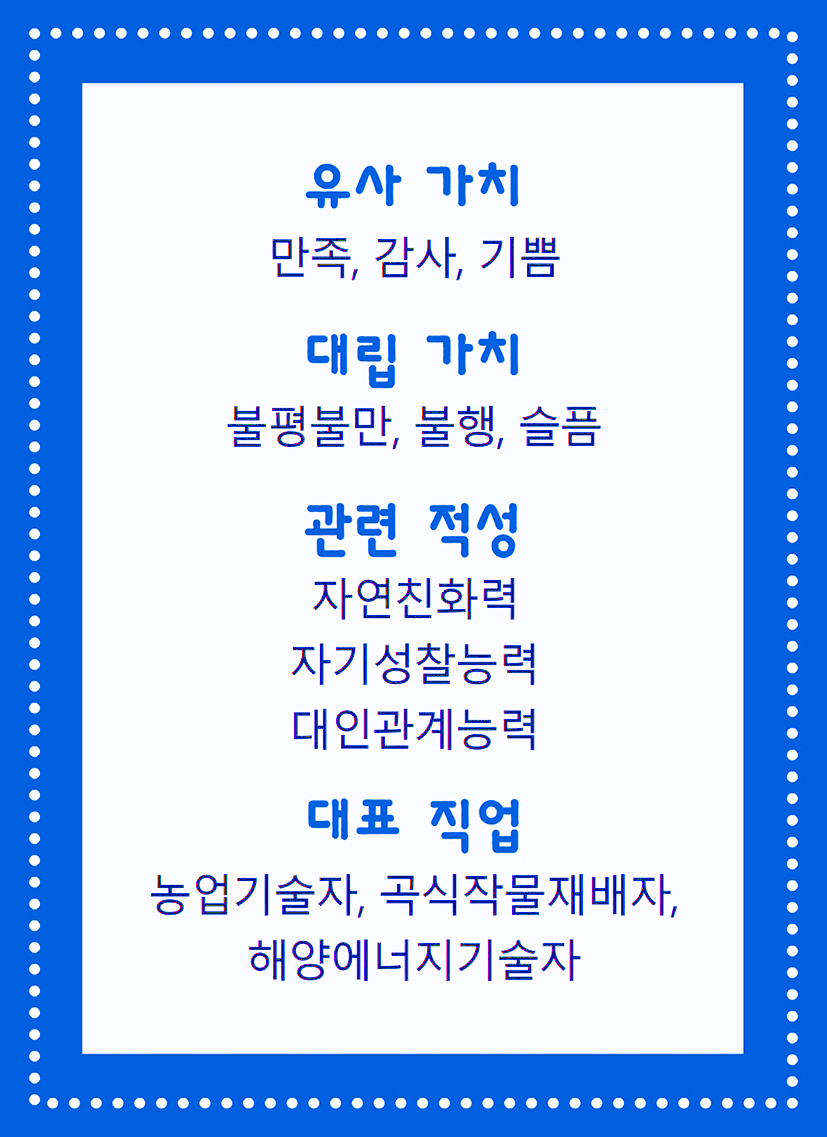 유사 가치
만족, 감사, 기쁨
대립 가치
불평불만, 불행, 슬픔
관련 적성
자연친화력
자기성찰능력
대인관계능력
대표 직업
농업기술자, 곡식작물재배자,
해양에너지기술자